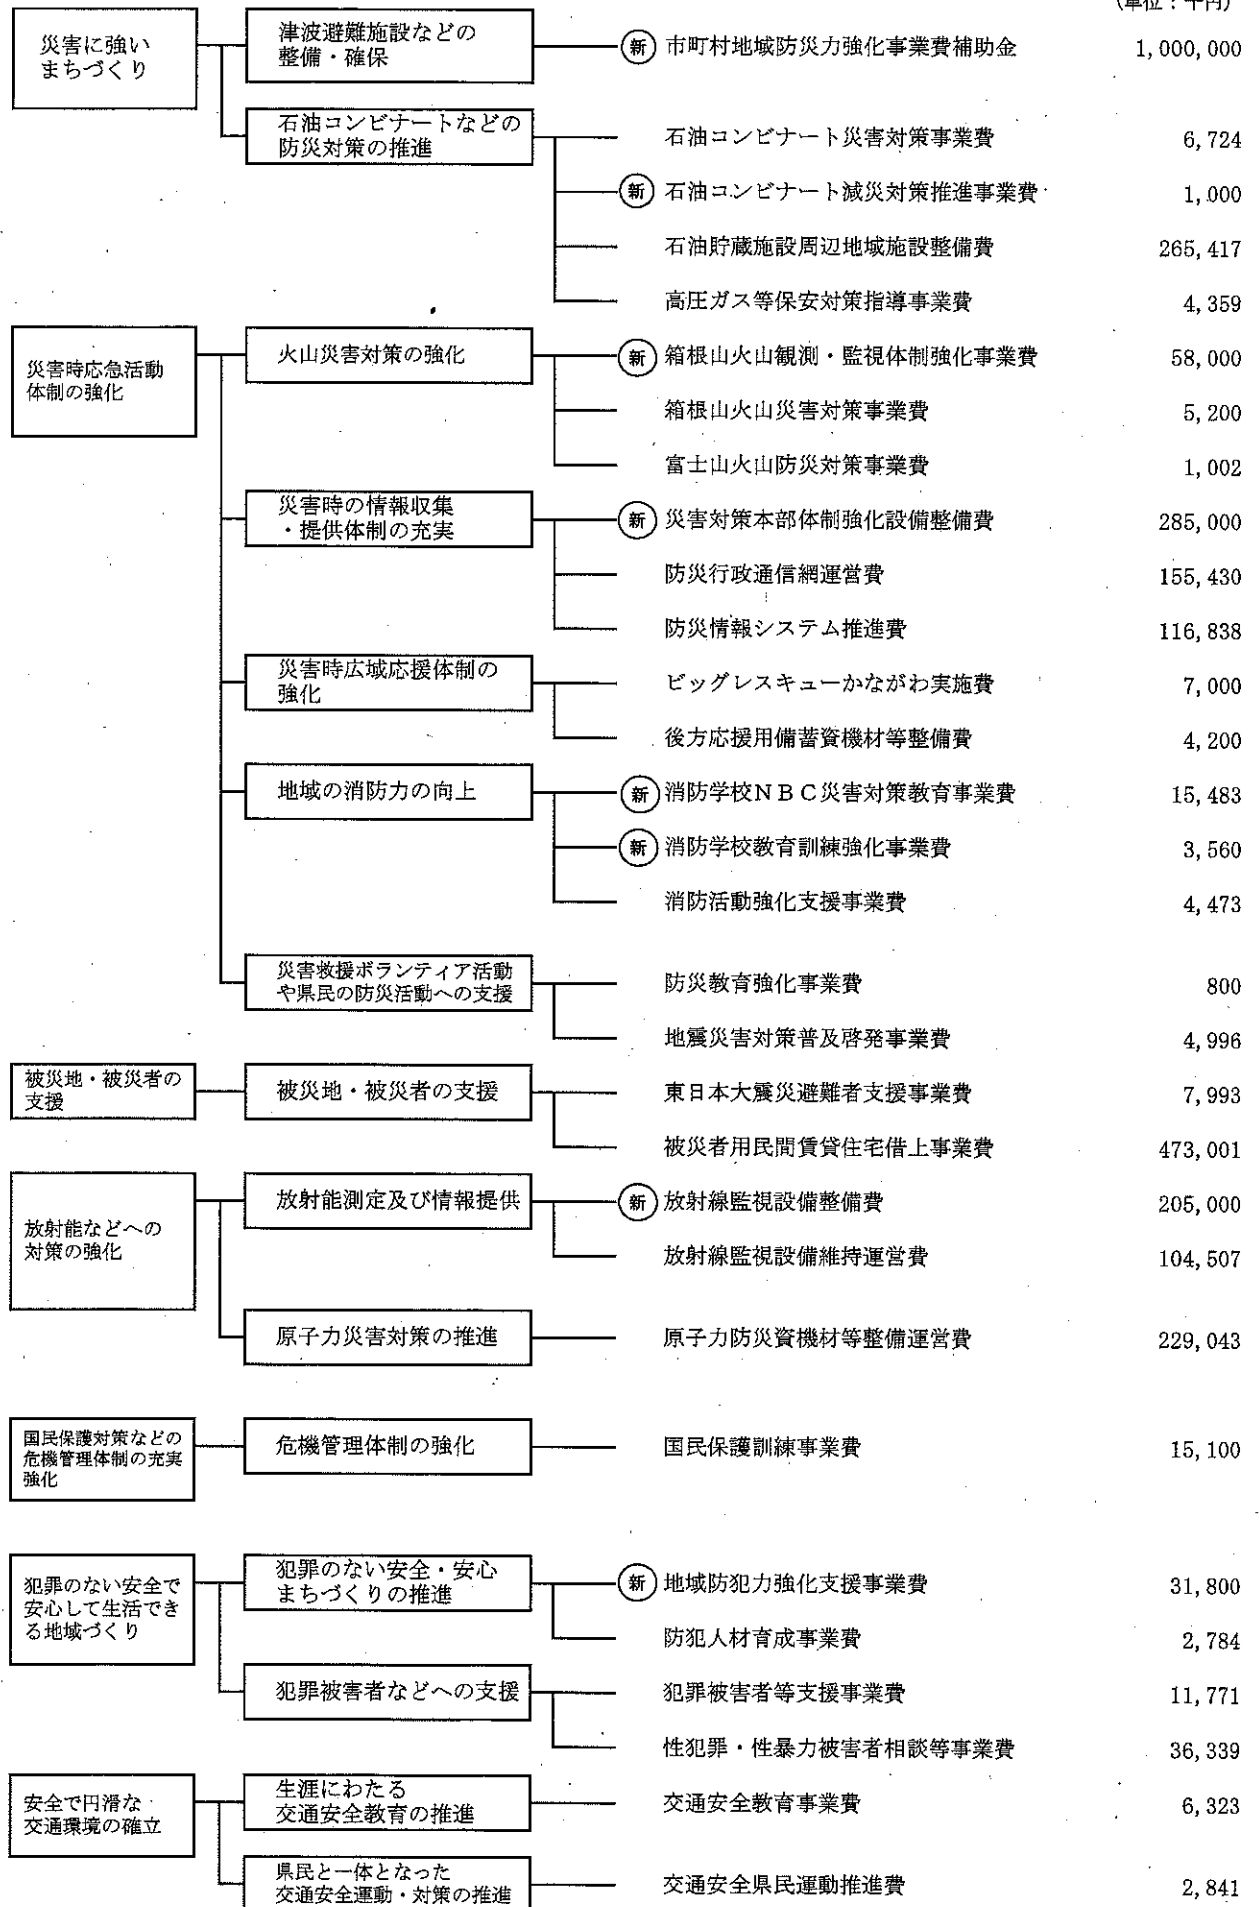 (単位：千円)
災害に強い
まちづくり
津波避難施設などの
整備・確保
新 市町村地域防災力強化事業費補助金 1,000,000
石油コンビナートなどの
防災対策の推進
石油コンビナート災害対策事業費 6,724
新 石油コンビナート減災対策推進事業費 1,000
石油貯蔵施設周辺地域施設整備費 265,417
高圧ガス等保安対策指導事業費 4,359
災害時応急活動
体制の強化
火山災害対策の強化
新 箱根山火山観測・監視体制強化事業費 58,000
箱根山火山災害対策事業費 5,200
富士山火山防災対策事業費 1,002
災害時の情報収集
・提供体制の充実
新 災害対策本部体制強化設備整備費 285,000
防災行政通信網運営費 155,430
防災情報システム推進費 116,838
災害時広域応援体制の
強化
ビッグレスキューかながわ実施費 7,000
後方応援用備蓄資機材等整備費 4,200
地域の消防力の向上
新 消防学校NBC災害対策教育事業費 15,483
新 消防学校教育訓練強化事業費 3,560
消防活動強化支援事業費 4,473
災害救援ボランティア活動
や県民の防災活動への支援
防災教育強化事業費 800
地震災害対策普及啓発事業費 4,996
被災地・被災者の
支援
被災地・被災者の支援
東日本大震災避難者支援事業費 7,993
被災者用民間賃貸住宅借上事業費 473,001
放射能などへの
対策の強化
放射能測定及び情報提供
新 放射線監視設備整備費 205,000
放射線監視設備維持運営費 104,507
原子力災害対策の推進
原子力防災資機材等整備運営費 229,043
国民保護対策などの
危機管理体制の充実
強化
危機管理体制の強化
国民保護訓練事業費 15,100
犯罪のない安全で
安心して生活でき
る地域づくり
犯罪のない安全・安心
まちづくりの推進
新 地域防犯力強化支援事業費 31,800
防犯人材育成事業費 2,784
犯罪被害者などへの支援
犯罪被害者等支援事業費 11,771
性犯罪・性暴力被害者相談等事業費 36,339
安全で円滑な
交通環境の確立
生涯にわたる
交通安全教育の推進
交通安全教育事業費 6,323
県民と一体となった
交通安全運動・対策の推進
交通安全県民運動推進費 2,841